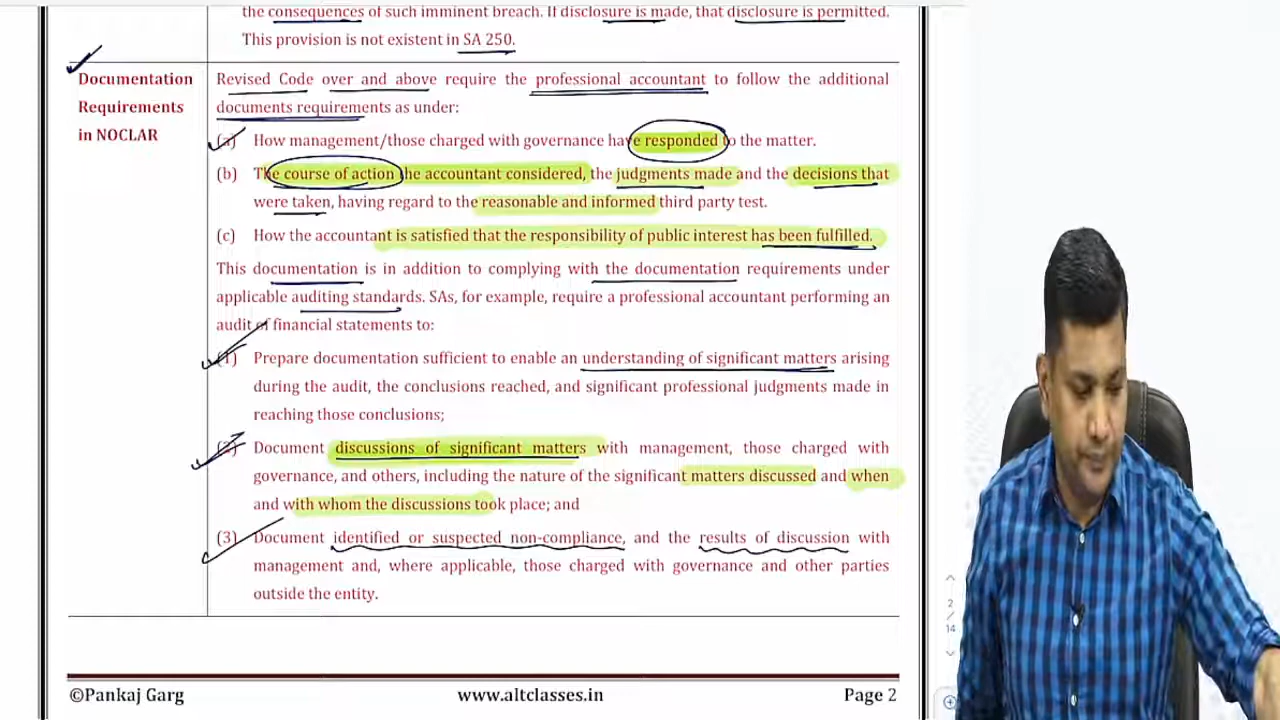 the consequences of such imminent breach. If disclosure is made, that disclosure is permitted.
This provision is not existent in SA 250.
Documentation
Requirements
in NOCLAR
Revised Code over and above require the professional accountant to follow the additional
documents requirements as under:
(a) How management/those charged with governance have responded to the matter.
(b) The course of action the accountant considered, the judgments made and the decisions that
were taken, having regard to the reasonable and informed third party test.
(c) How the accountant is satisfied that the responsibility of public interest has been fulfilled.
This documentation is in addition to complying with the documentation requirements under
applicable auditing standards. SAs, for example, require a professional accountant performing an
audit of financial statements to:
(1) Prepare documentation sufficient to enable an understanding of significant matters arising
during the audit, the conclusions reached, and significant professional judgments made in
reaching those conclusions;
(2) Document discussions of significant matters with management, those charged with
governance, and others, including the nature of the significant matters discussed and when
and with whom the discussions took place; and
(3) Document identified or suspected non-compliance, and the results of discussion with
management and, where applicable, those charged with governance and other parties
outside the entity.
©Pankaj Garg
www.altclasses.in
Page 2
2
/
14